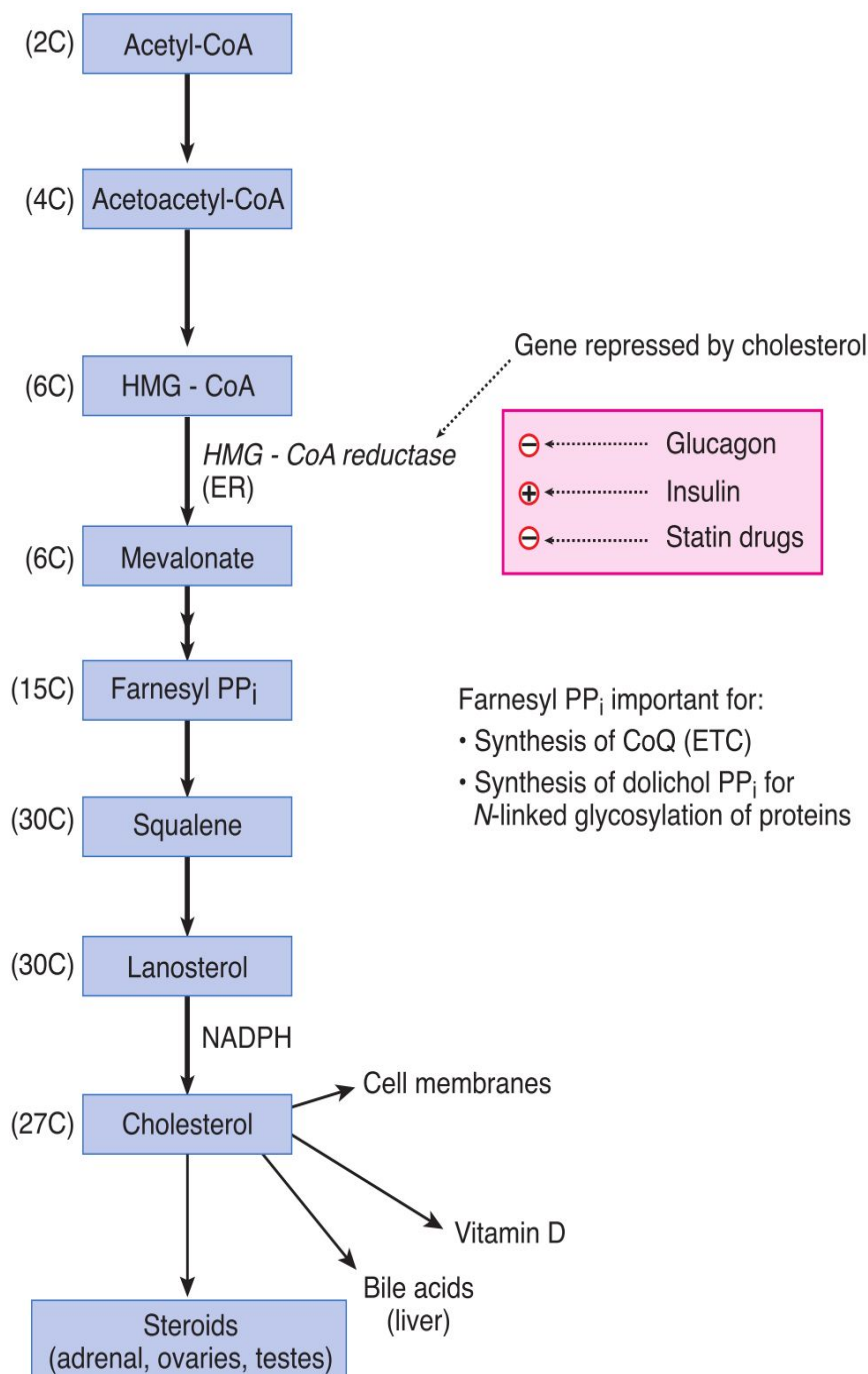 (2C) Acetyl-CoA
(4C) Acetoacetyl-CoA
Gene repressed by cholesterol
(6C) HMG - CoA
HMG - CoA reductase
(ER)
− Glucagon
+ Insulin
− Statin drugs
(6C) Mevalonate
(15C) Farnesyl PPi
Farnesyl PPi important for:
• Synthesis of CoQ (ETC)
• Synthesis of dolichol PPi for
N-linked glycosylation of proteins
(30C) Squalene
(30C) Lanosterol
NADPH
(27C) Cholesterol
Cell membranes
Vitamin D
Bile acids
(liver)
Steroids
(adrenal, ovaries, testes)